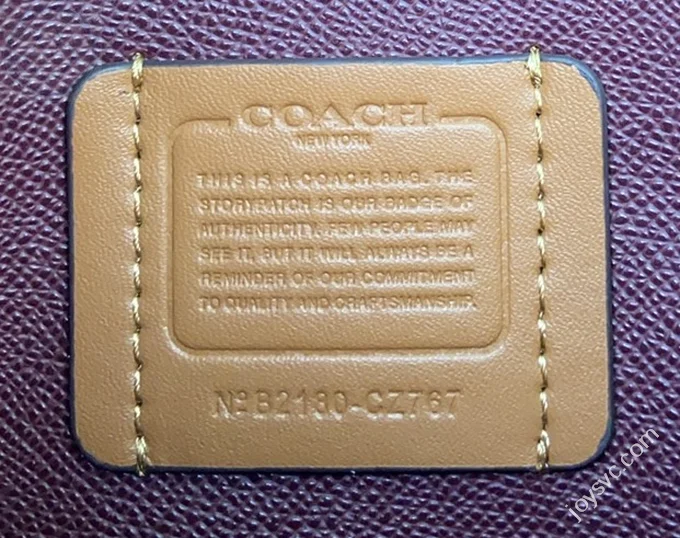 COACH
NEW YORK
THIS IS A COACH BAG. THE
STORYPATCH IS OUR BADGE OF
AUTHENTICITY. FEW PEOPLE MAY
SEE IT, BUT IT WILL ALWAYS BE A
REMINDER OF OUR COMMITMENT
TO QUALITY AND CRAFTSMANSHIP.
Nº B2130-CZ767
joysvc.com